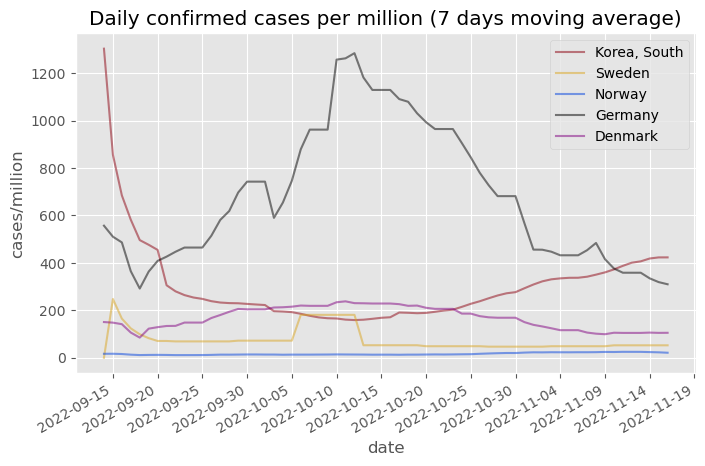 Daily confirmed cases per million (7 days moving average)
Korea, South
Sweden
Norway
Germany
Denmark
cases/million
1200
1000
800
600
400
200
0
2022-09-15
2022-09-20
2022-09-25
2022-09-30
2022-10-05
2022-10-10
2022-10-15
2022-10-20
2022-10-25
2022-10-30
2022-11-04
2022-11-09
2022-11-14
2022-11-19
date